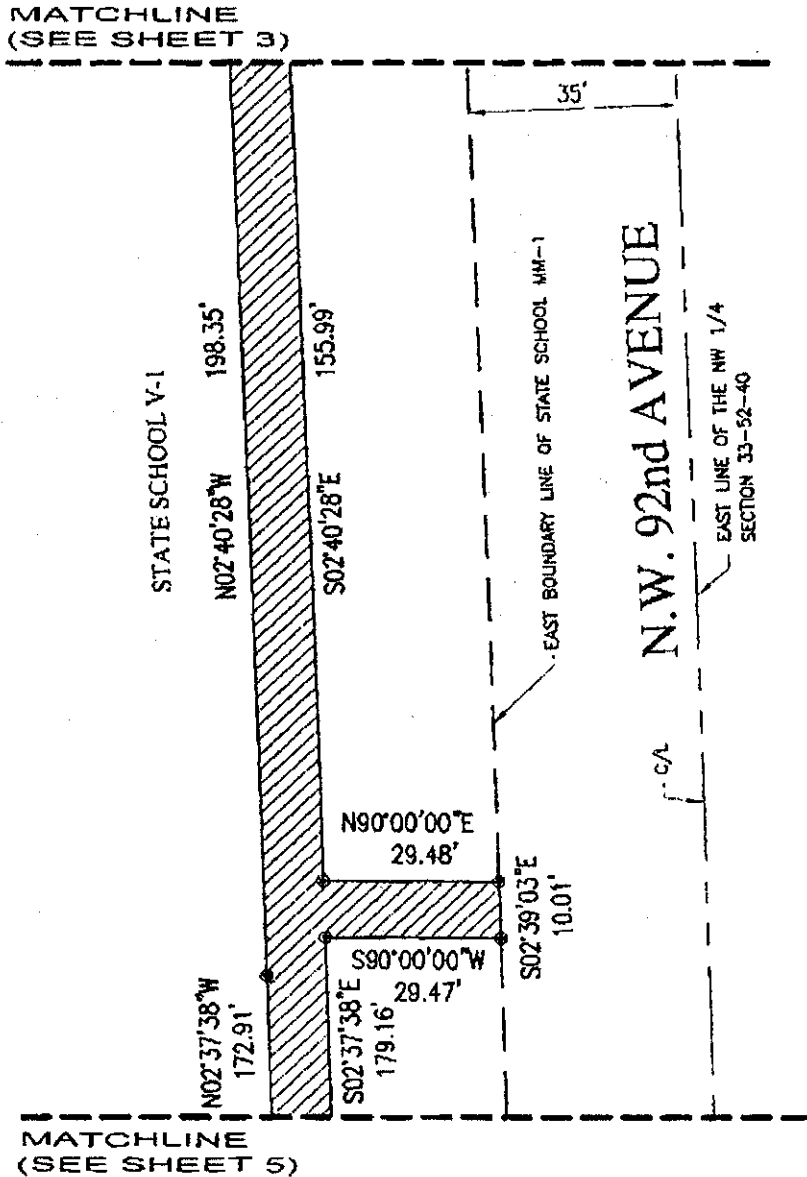 MATCHLINE
(SEE SHEET 3)
35'
STATE SCHOOL V-1
N02°40'28"W
198.35'
S02°40'28"E
155.99'
EAST BOUNDARY LINE OF STATE SCHOOL MM-1
N.W. 92nd AVENUE
EAST LINE OF THE NW 1/4
SECTION 33-52-40
C/L
N90°00'00"E
29.48'
S02°39'03"E
10.01'
S90°00'00"W
29.47'
N02°37'38"W
172.91'
S02°37'38"E
179.16'
MATCHLINE
(SEE SHEET 5)